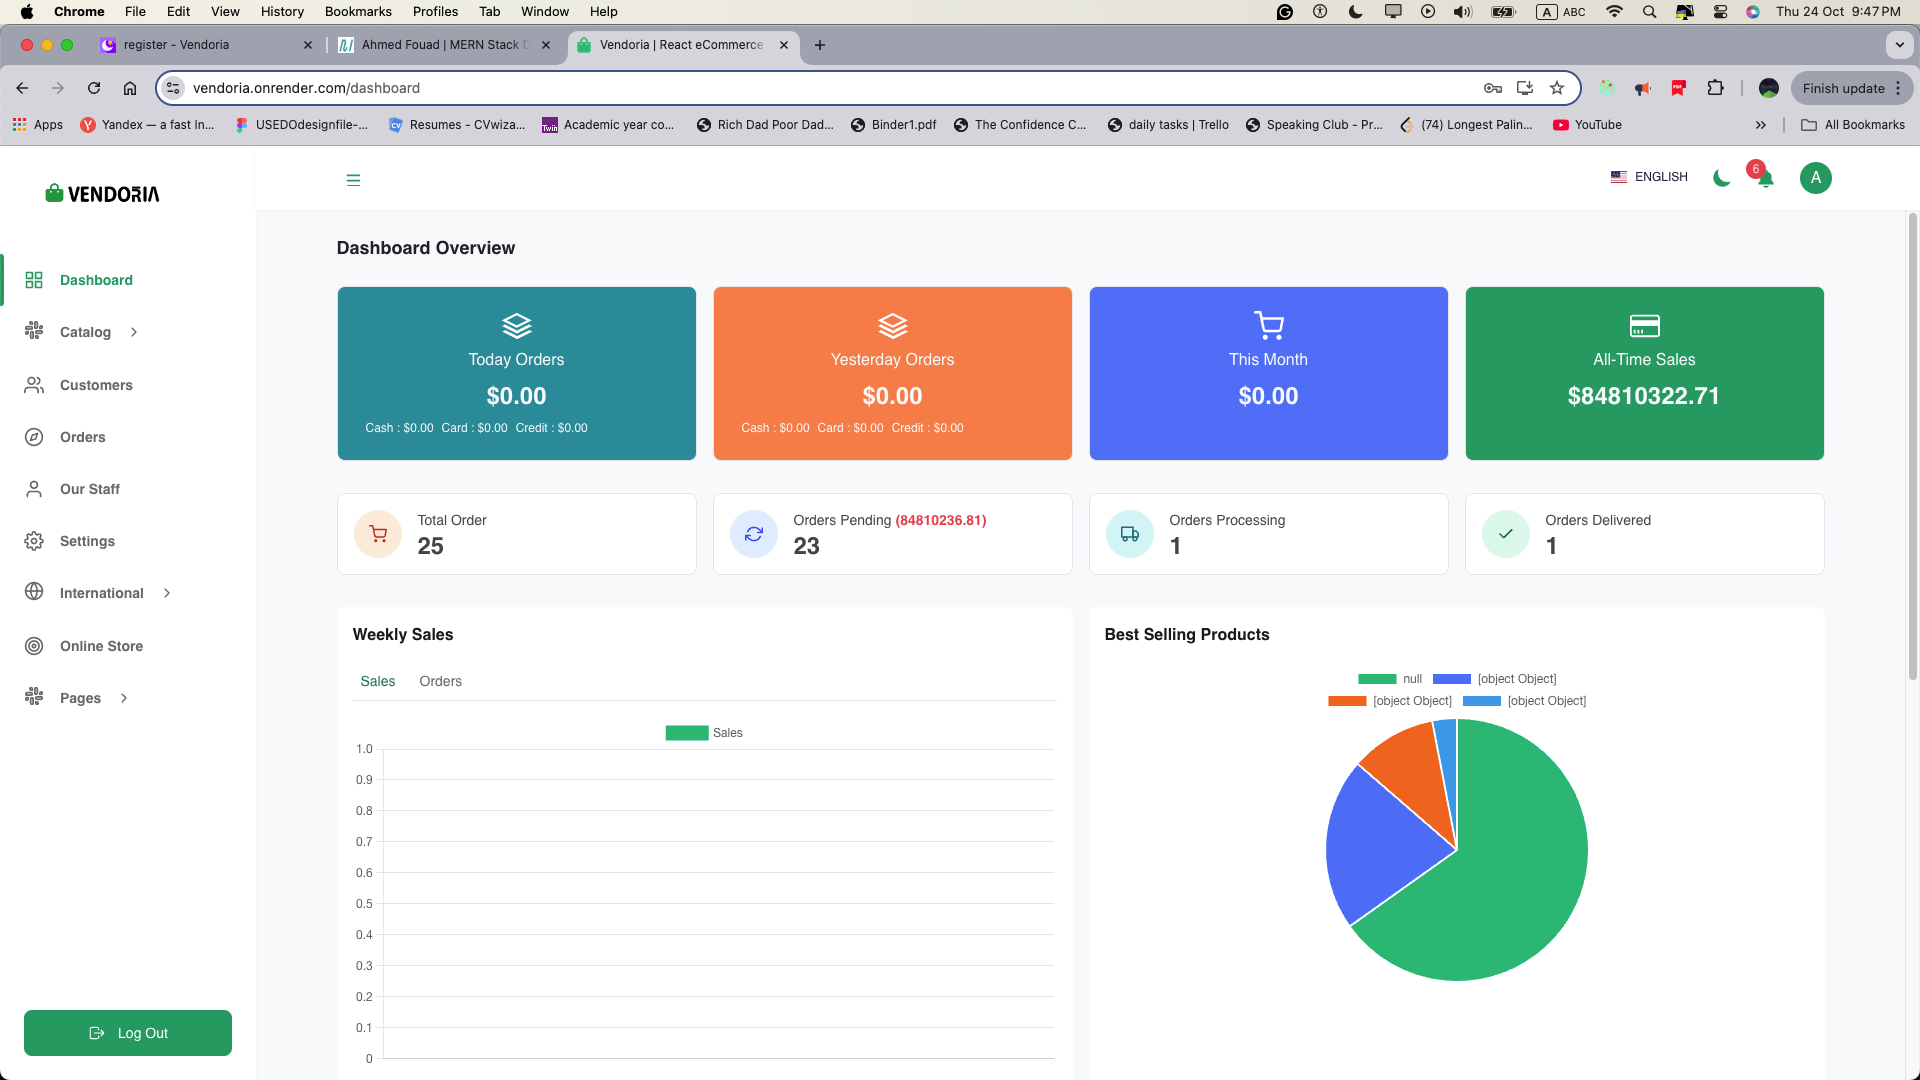 Chrome File Edit View History Bookmarks Profiles Tab Window Help A ABC Thu 24 Oct 9:47 PM
register - Vendoria Ahmed Fouad | MERN Stack D Vendoria | React eCommerce
vendoria.onrender.com/dashboard Finish update
Apps Yandex — a fast In... USEDOdesignfile-... CV Resumes - CVwiza... Twin Academic year co... Rich Dad Poor Dad... Binder1.pdf The Confidence C... daily tasks | Trello Speaking Club - Pr... (74) Longest Palin... YouTube All Bookmarks
VENDORIA
ENGLISH 6 A
Dashboard
Catalog
Customers
Orders
Our Staff
Settings
International
Online Store
Pages
Log Out
Dashboard Overview
Today Orders
$0.00
Cash : $0.00 Card : $0.00 Credit : $0.00
Yesterday Orders
$0.00
Cash : $0.00 Card : $0.00 Credit : $0.00
This Month
$0.00
All-Time Sales
$84810322.71
Total Order
25
Orders Pending (84810236.81)
23
Orders Processing
1
Orders Delivered
1
Weekly Sales
Sales Orders
Sales
1.0
0.9
0.8
0.7
0.6
0.5
0.4
0.3
0.2
0.1
0
Best Selling Products
null [object Object]
[object Object] [object Object]